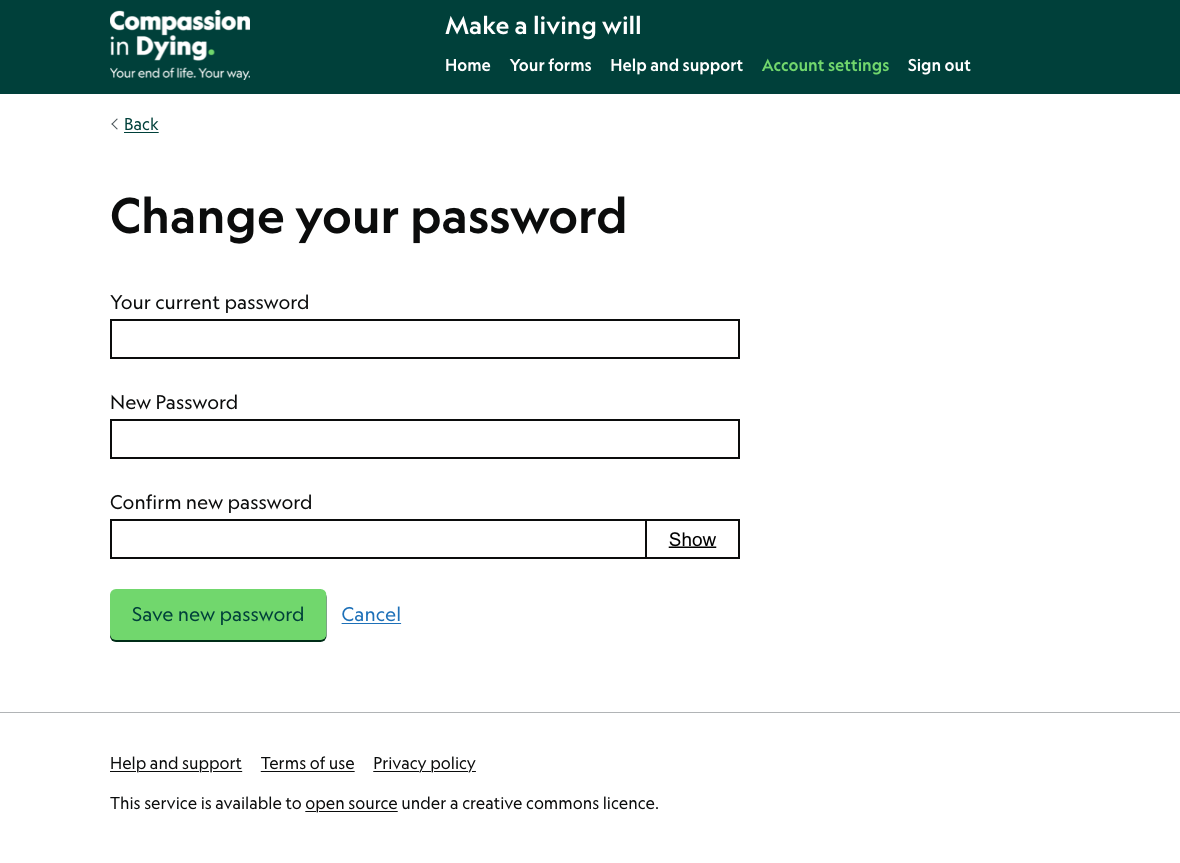 Compassion
in Dying.
Your end of life. Your way.
Make a living will
Home Your forms Help and support Account settings Sign out
< Back
Change your password
Your current password
New Password
Confirm new password
Show
Save new password Cancel
Help and support Terms of use Privacy policy
This service is available to open source under a creative commons licence.